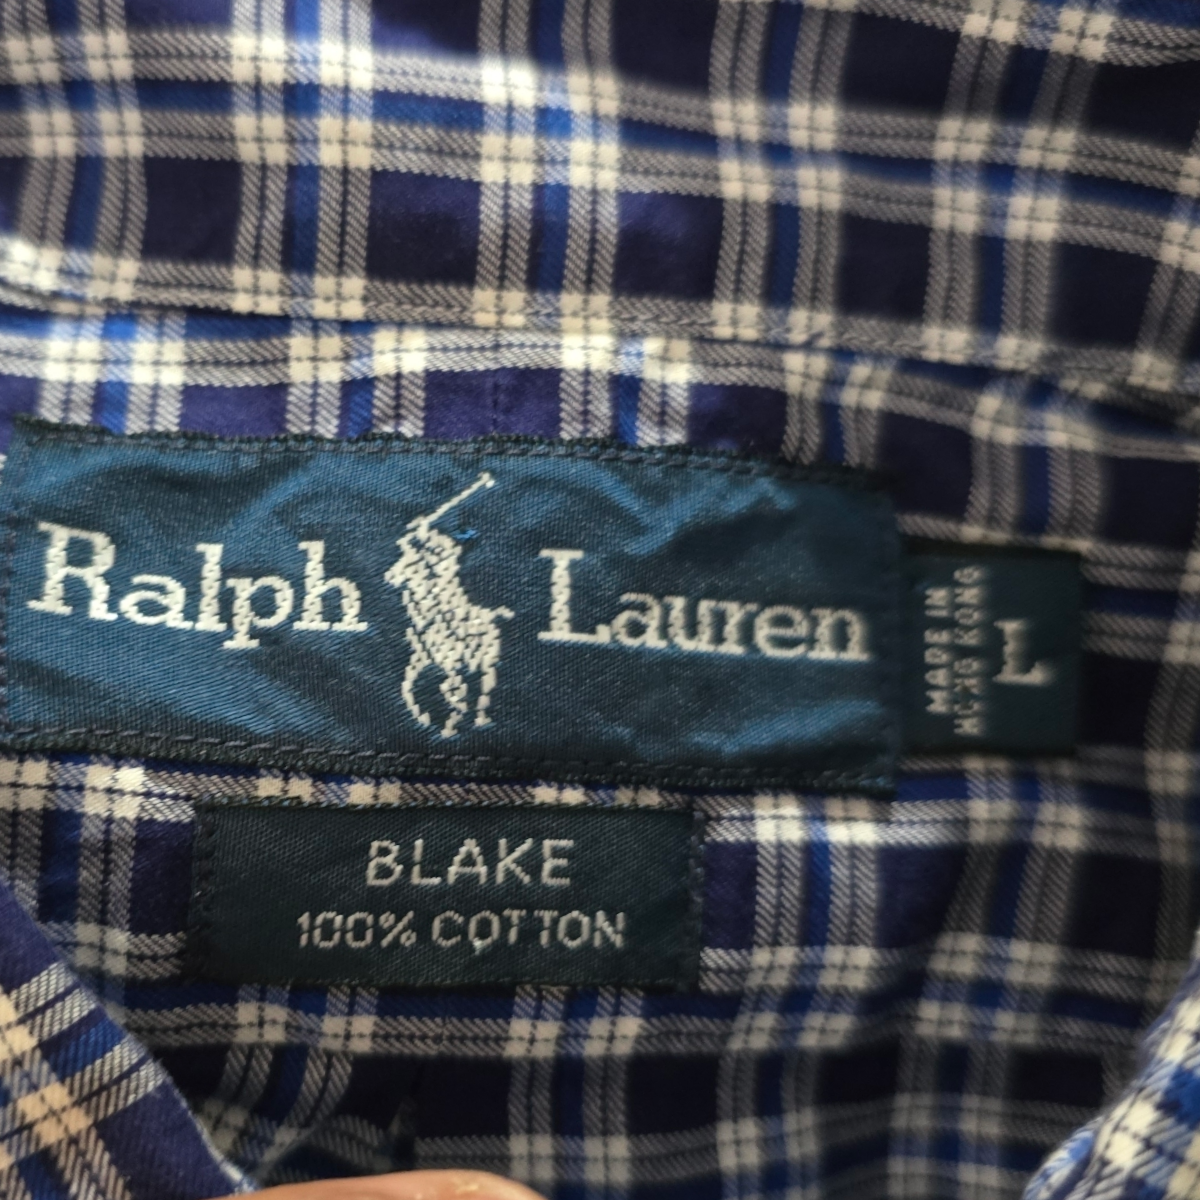 Ralph Lauren
MADE IN
HONG KONG
L
BLAKE
100% COTTON